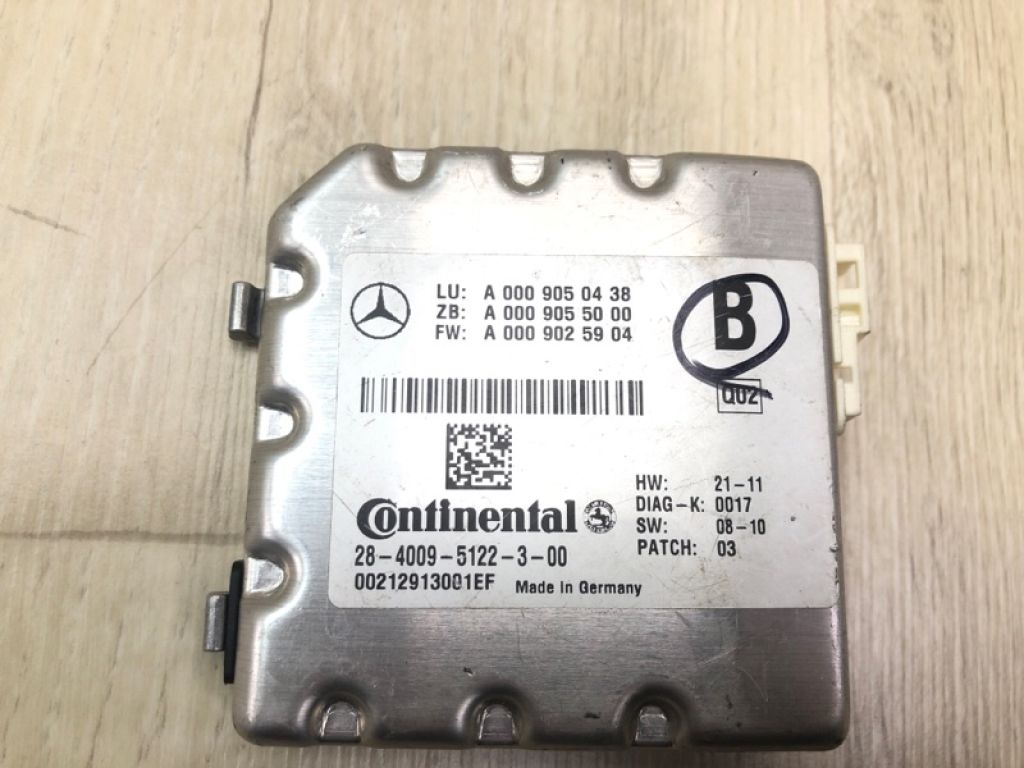 LU: A 000 905 04 38
ZB: A 000 905 50 00
FW: A 000 902 59 04
B
Q02
HW: 21-11
DIAG-K: 0017
SW: 08-10
PATCH: 03
Continental
28-4009-5122-3-00
00212913001EF Made in Germany